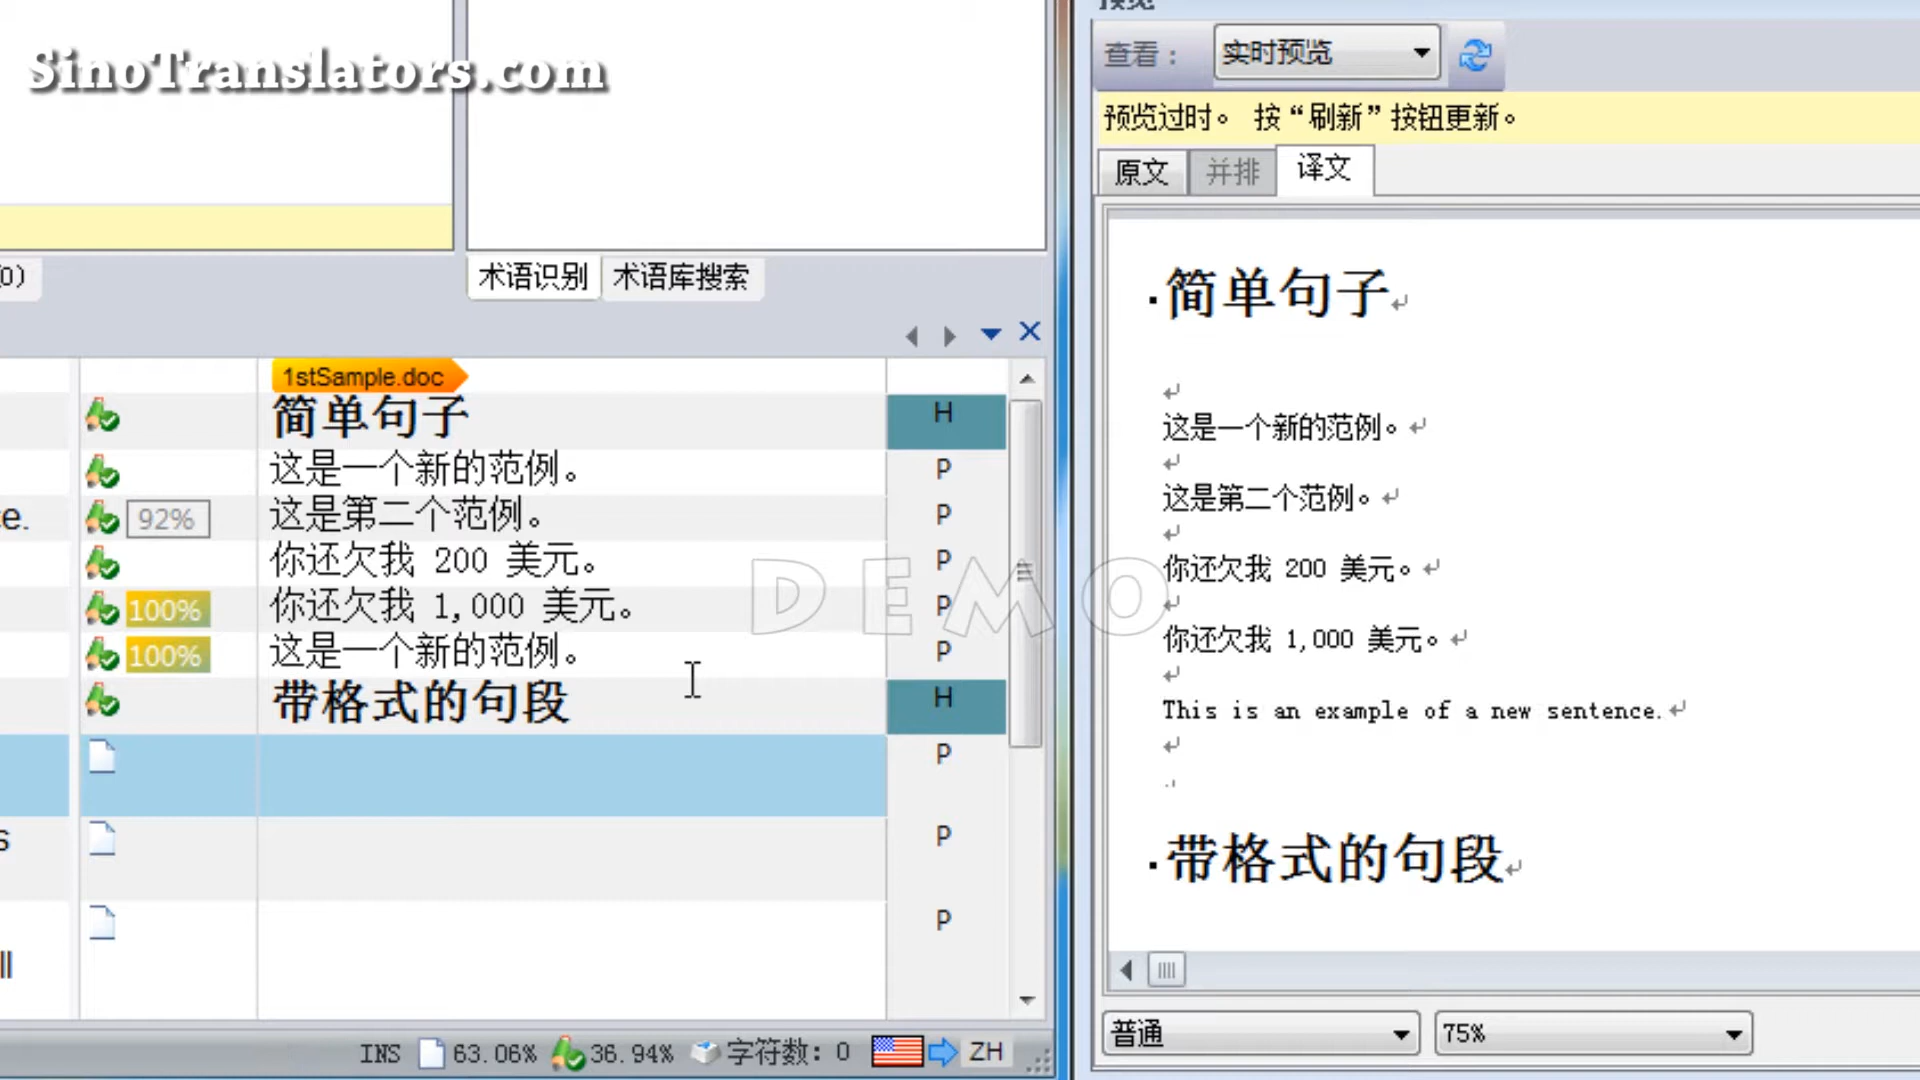 SinoTranslators.com
0)
术语识别 术语库搜索
1stSample.doc
简单句子 H
这是一个新的范例。 P
ce. 92% 这是第二个范例。 P
你还欠我 200 美元。 P
100% 你还欠我 1,000 美元。 P
100% 这是一个新的范例。 P
带格式的句段 H
P
s P
P
ll
INS 63.06% 36.94% 字符数: 0 ZH
DEMO
预览
查看：实时预览
预览过时。 按“刷新”按钮更新。
原文 并排 译文
简单句子
这是一个新的范例。
这是第二个范例。
你还欠我 200 美元。
你还欠我 1,000 美元。
This is an example of a new sentence.
带格式的句段
普通 75%